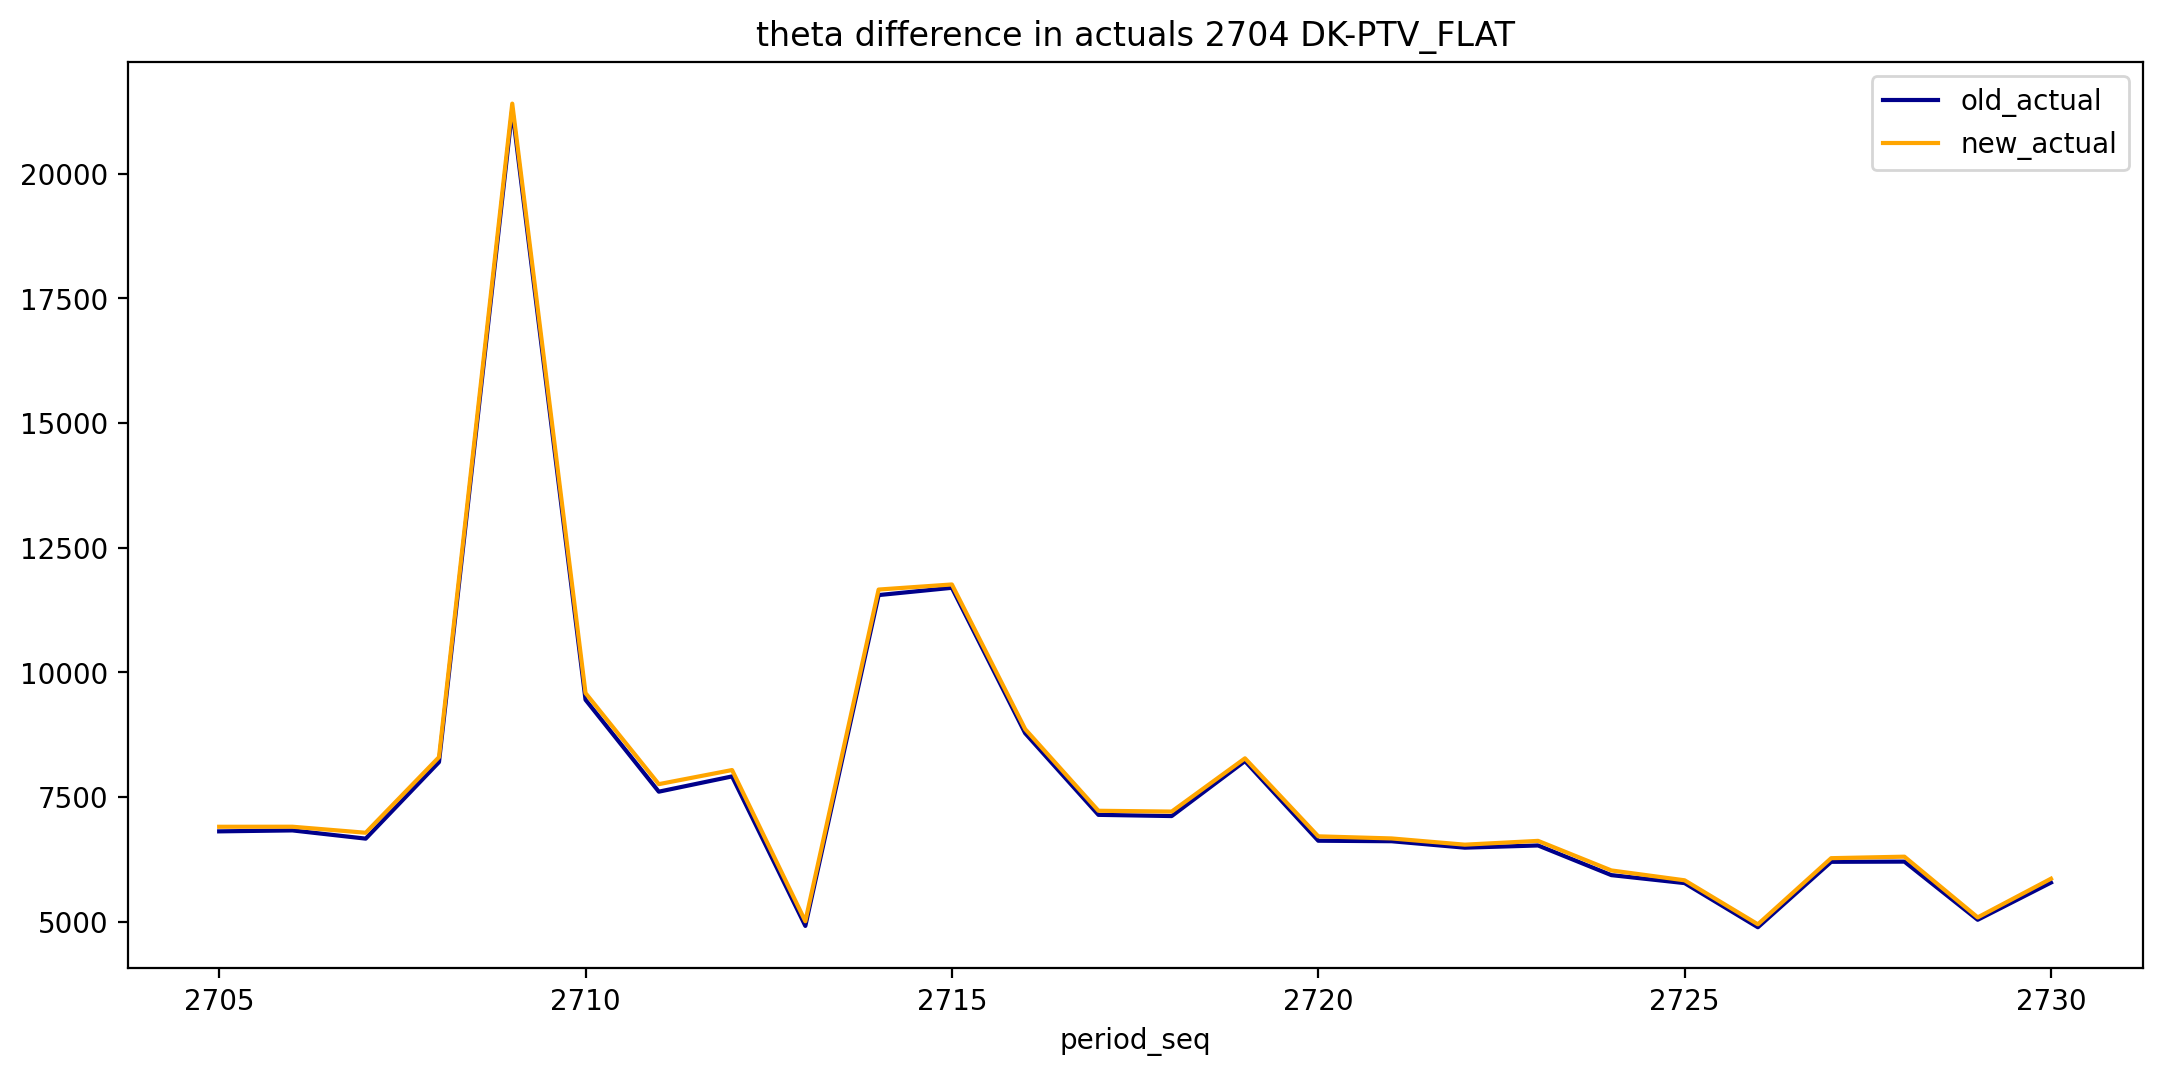 theta difference in actuals 2704 DK-PTV_FLAT
old_actual
new_actual
20000
17500
15000
12500
10000
7500
5000
2705 2710 2715 2720 2725 2730
period_seq